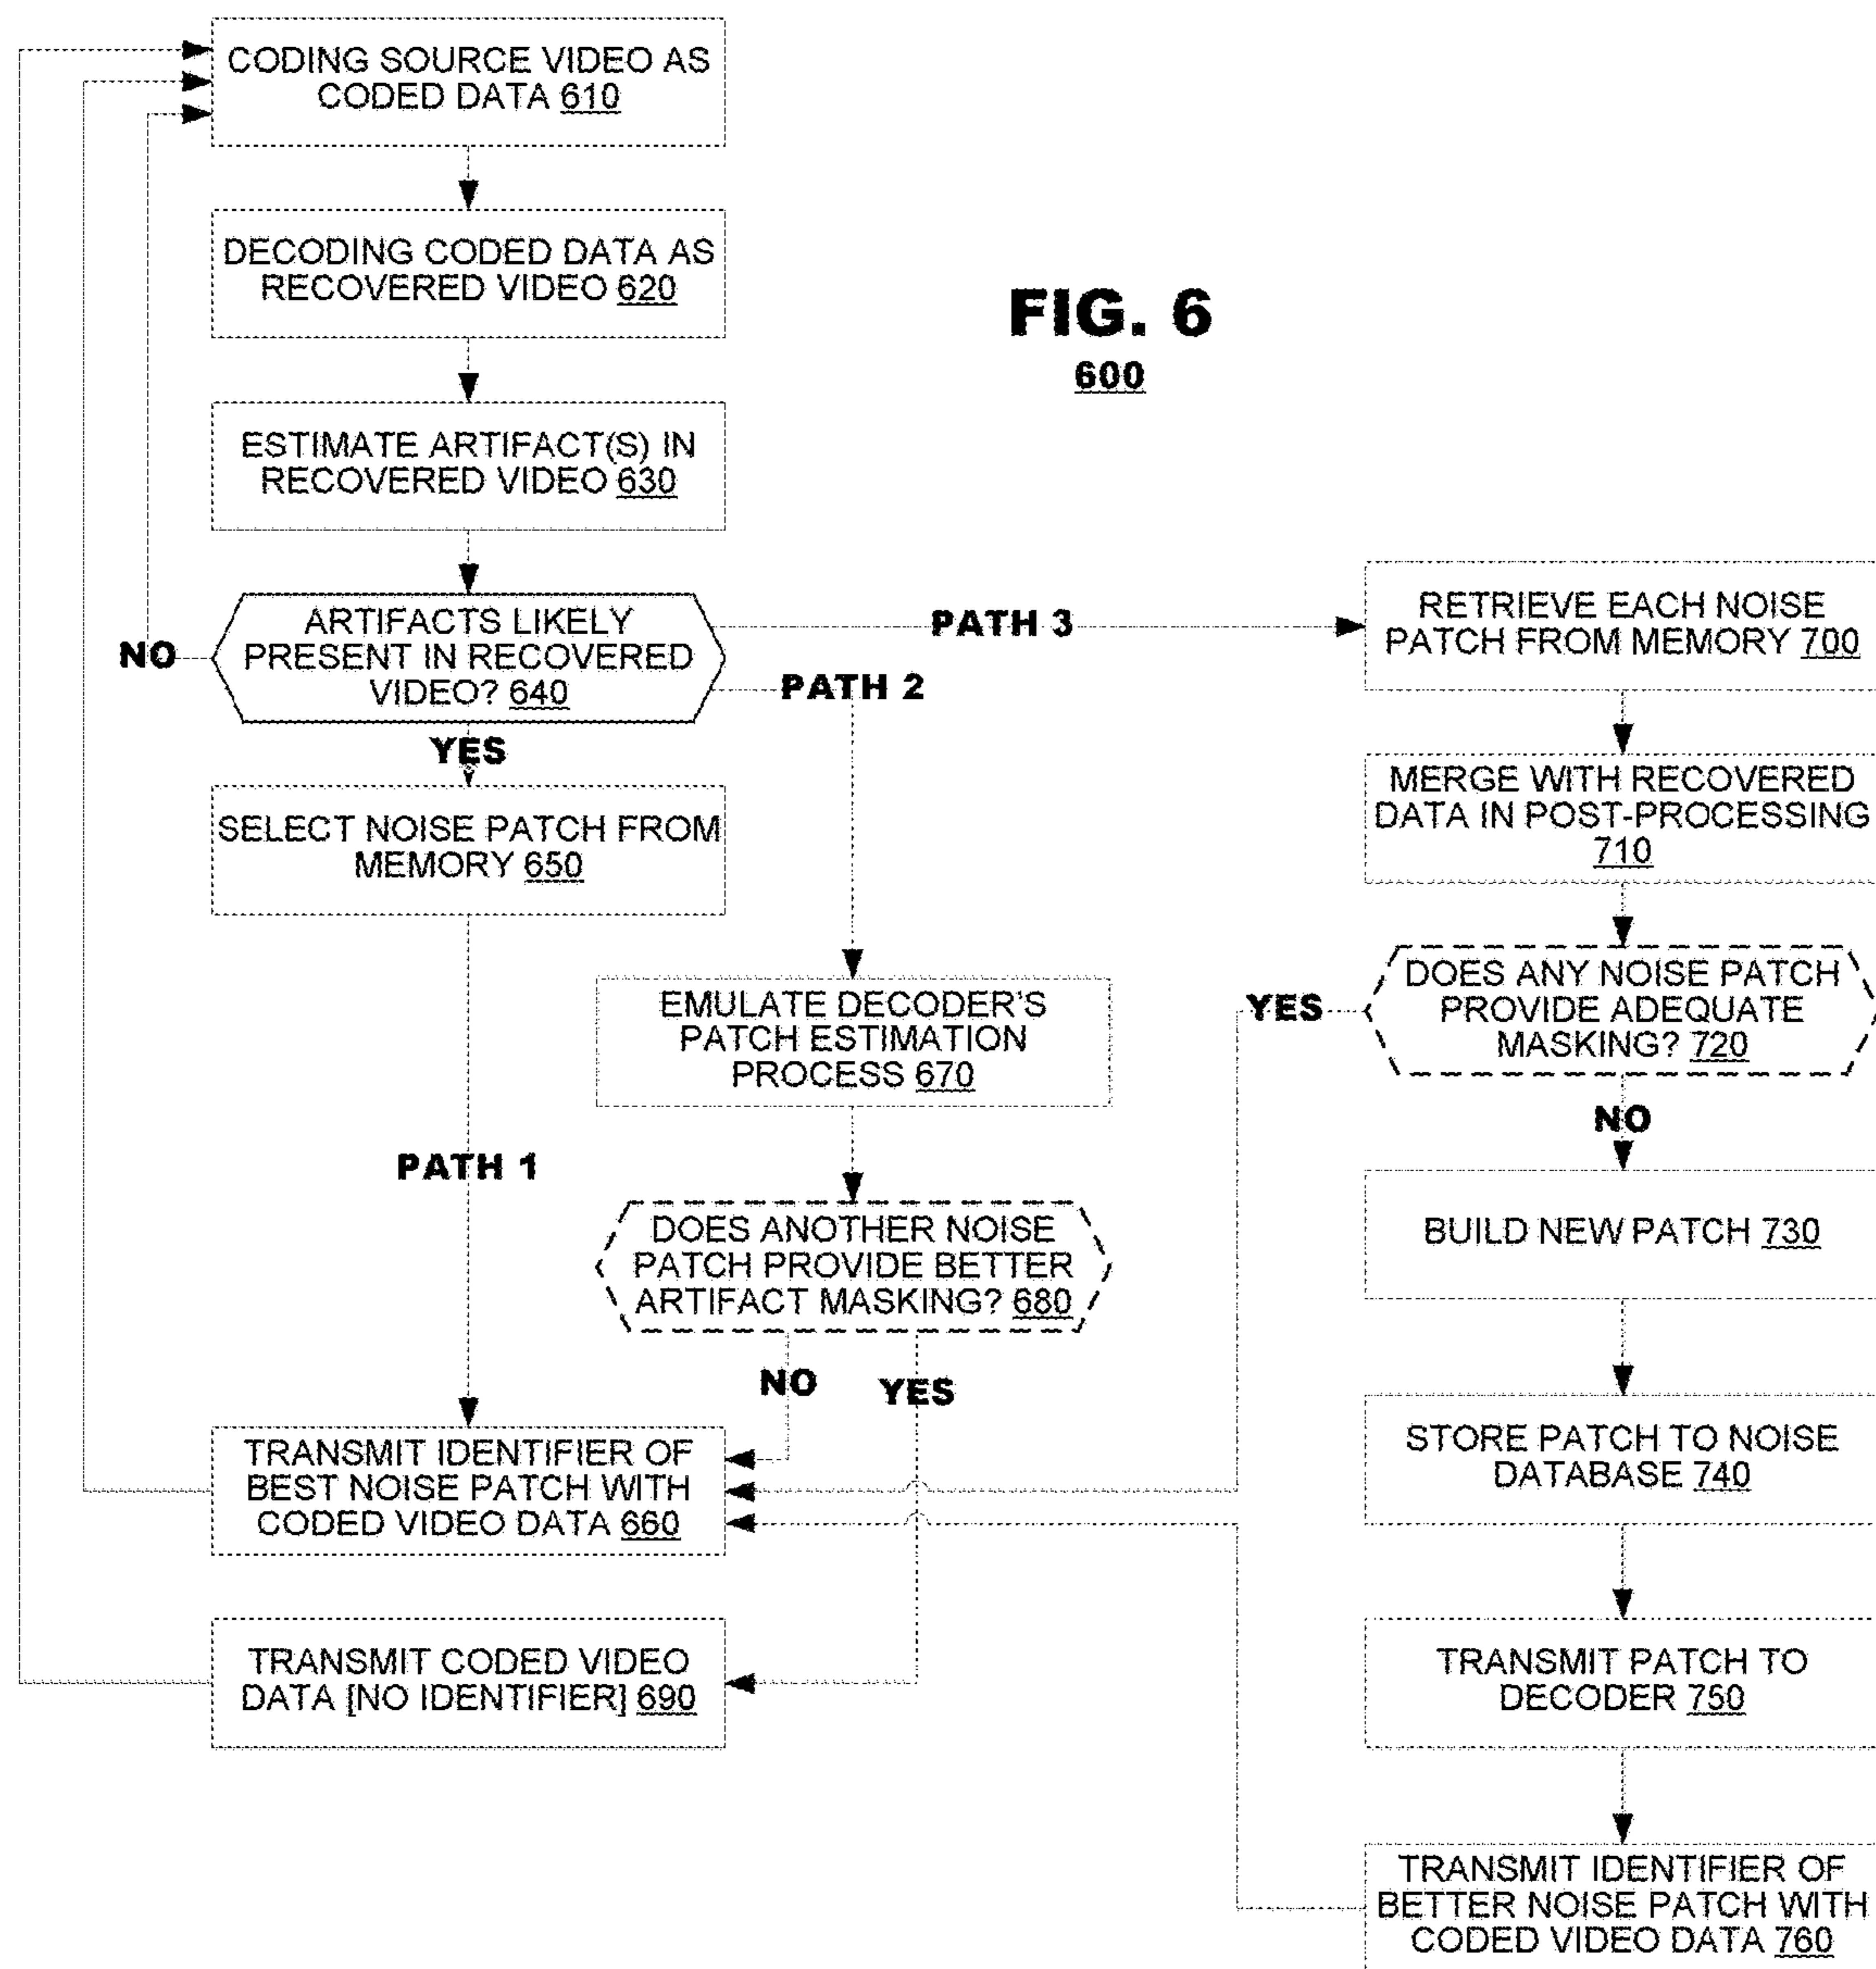 CODING SOURCE VIDEO AS
CODED DATA 610
DECODING CODED DATA AS
RECOVERED VIDEO 620
FIG. 6
600
ESTIMATE ARTIFACT(S) IN
RECOVERED VIDEO 630
ARTIFACTS LIKELY
PRESENT IN RECOVERED
VIDEO? 640
NO
PATH 3
PATH 2
YES
SELECT NOISE PATCH FROM
MEMORY 650
PATH 1
EMULATE DECODER'S
PATCH ESTIMATION
PROCESS 670
DOES ANOTHER NOISE
PATCH PROVIDE BETTER
ARTIFACT MASKING? 680
NO
YES
TRANSMIT IDENTIFIER OF
BEST NOISE PATCH WITH
CODED VIDEO DATA 660
TRANSMIT CODED VIDEO
DATA [NO IDENTIFIER] 690
RETRIEVE EACH NOISE
PATCH FROM MEMORY 700
MERGE WITH RECOVERED
DATA IN POST-PROCESSING
710
DOES ANY NOISE PATCH
PROVIDE ADEQUATE
MASKING? 720
YES
NO
BUILD NEW PATCH 730
STORE PATCH TO NOISE
DATABASE 740
TRANSMIT PATCH TO
DECODER 750
TRANSMIT IDENTIFIER OF
BETTER NOISE PATCH WITH
CODED VIDEO DATA 760